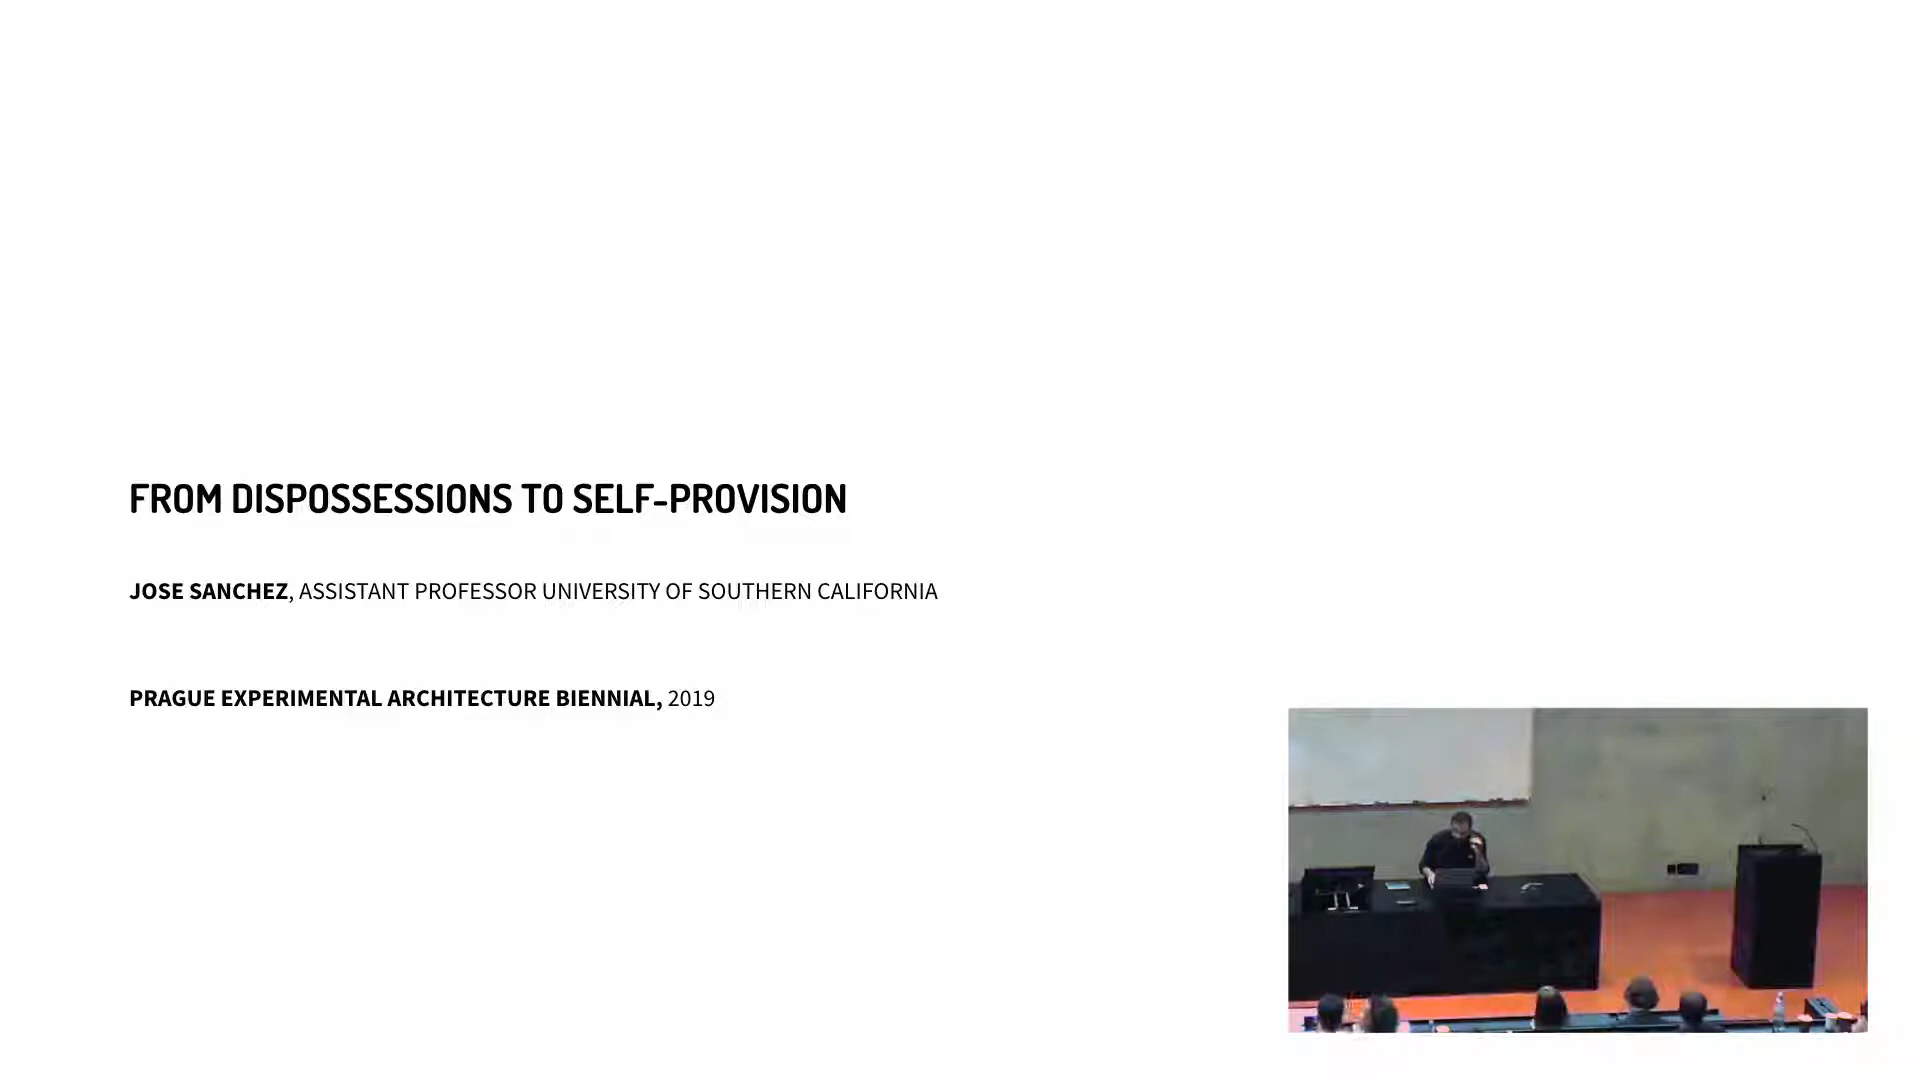 FROM DISPOSSESSIONS TO SELF-PROVISION
JOSE SANCHEZ, ASSISTANT PROFESSOR UNIVERSITY OF SOUTHERN CALIFORNIA
PRAGUE EXPERIMENTAL ARCHITECTURE BIENNIAL, 2019